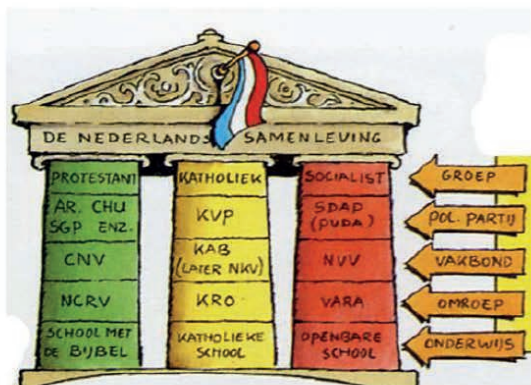 DE NEDERLANDS SAMENLEVING
PROTESTANT
KATHOLIEK
SOCIALIST
GROEP
AR. CHU
SGP ENZ.
KVP
SDAP
(PVDA)
POL. PARTIJ
CNV
KAB
(LATER NKV)
NVV
VAKBOND
NCRV
KRO
VARA
OMROEP
SCHOOL MET
DE BIJBEL
KATHOLIEKE
SCHOOL
OPENBARE
SCHOOL
ONDERWIJS